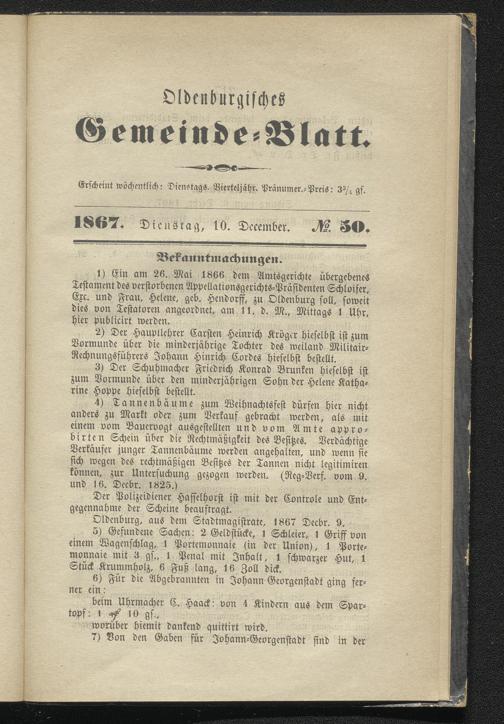 Oldenburgisches
Gemeinde-Blatt.
Erscheint wöchentlich: Dienstags. Vierteljähr. Pränumer.-Preis: 3¾ gs.
1867. Dienstag, 10. December. № 50.
Bekanntmachungen.
1) Ein am 26. Mai 1866 dem Amtsgerichte übergebenes
Testament des verstorbenen Appellationsgerichts-Präsidenten Schloifer,
Exc. und Frau, Helene, geb. Hendorff, zu Oldenburg soll, soweit
dies von Testatoren angeordnet, am 11. d. M., Mittags 1 Uhr,
hier publicirt werden.
2) Der Hauptlehrer Carsten Heinrich Kröger hieselbst ist zum
Vormunde über die minderjährige Tochter des weiland Militair-
Rechnungsführers Johann Hinrich Cordes hieselbst bestellt.
3) Der Schuhmacher Friedrich Konrad Brunken hieselbst ist
zum Vormunde über den minderjährigen Sohn der Helene Katha-
rine Hoppe hieselbst bestellt.
4) Tannenbäume zum Weihnachtsfest dürfen hier nicht
anders zu Markt oder zum Verkauf gebracht werden, als mit
einem vom Bauervogt ausgestellten und vom Amte appro-
birten Schein über die Rechtmäßigkeit des Besitzes. Verdächtige
Verkäufer junger Tannenbäume werden angehalten, und wenn sie
sich wegen des rechtmäßigen Besitzes der Tannen nicht legitimiren
können, zur Untersuchung gezogen werden. (Reg-Verf. vom 9.
und 16. Decbr. 1825.)
Der Polizeidiener Hasselhorst ist mit der Controle und Ent-
gegennahme der Scheine beauftragt.
Oldenburg, aus dem Stadtmagistrate, 1867 Decbr. 9.
5) Gefundene Sachen: 2 Geldstücke, 1 Schleier, 1 Griff von
einem Wagenschlag, 1 Portemonnaie (in der Union), 1 Porte-
monnaie mit 3 gs., 1 Penal mit Inhalt, 1 schwarzer Hut, 1
Stück Krummholz, 6 Fuß lang, 16 Zoll dick.
6) Für die Abgebrannten in Johann Georgenstadt ging fer-
ner ein:
beim Uhrmacher C. Haack: von 4 Kindern aus dem Spar-
topf: 1 ₰ 10 gs.,
worüber hiemit dankend quittirt wird.
7) Von den Gaben für Johann-Georgenstadt sind in der